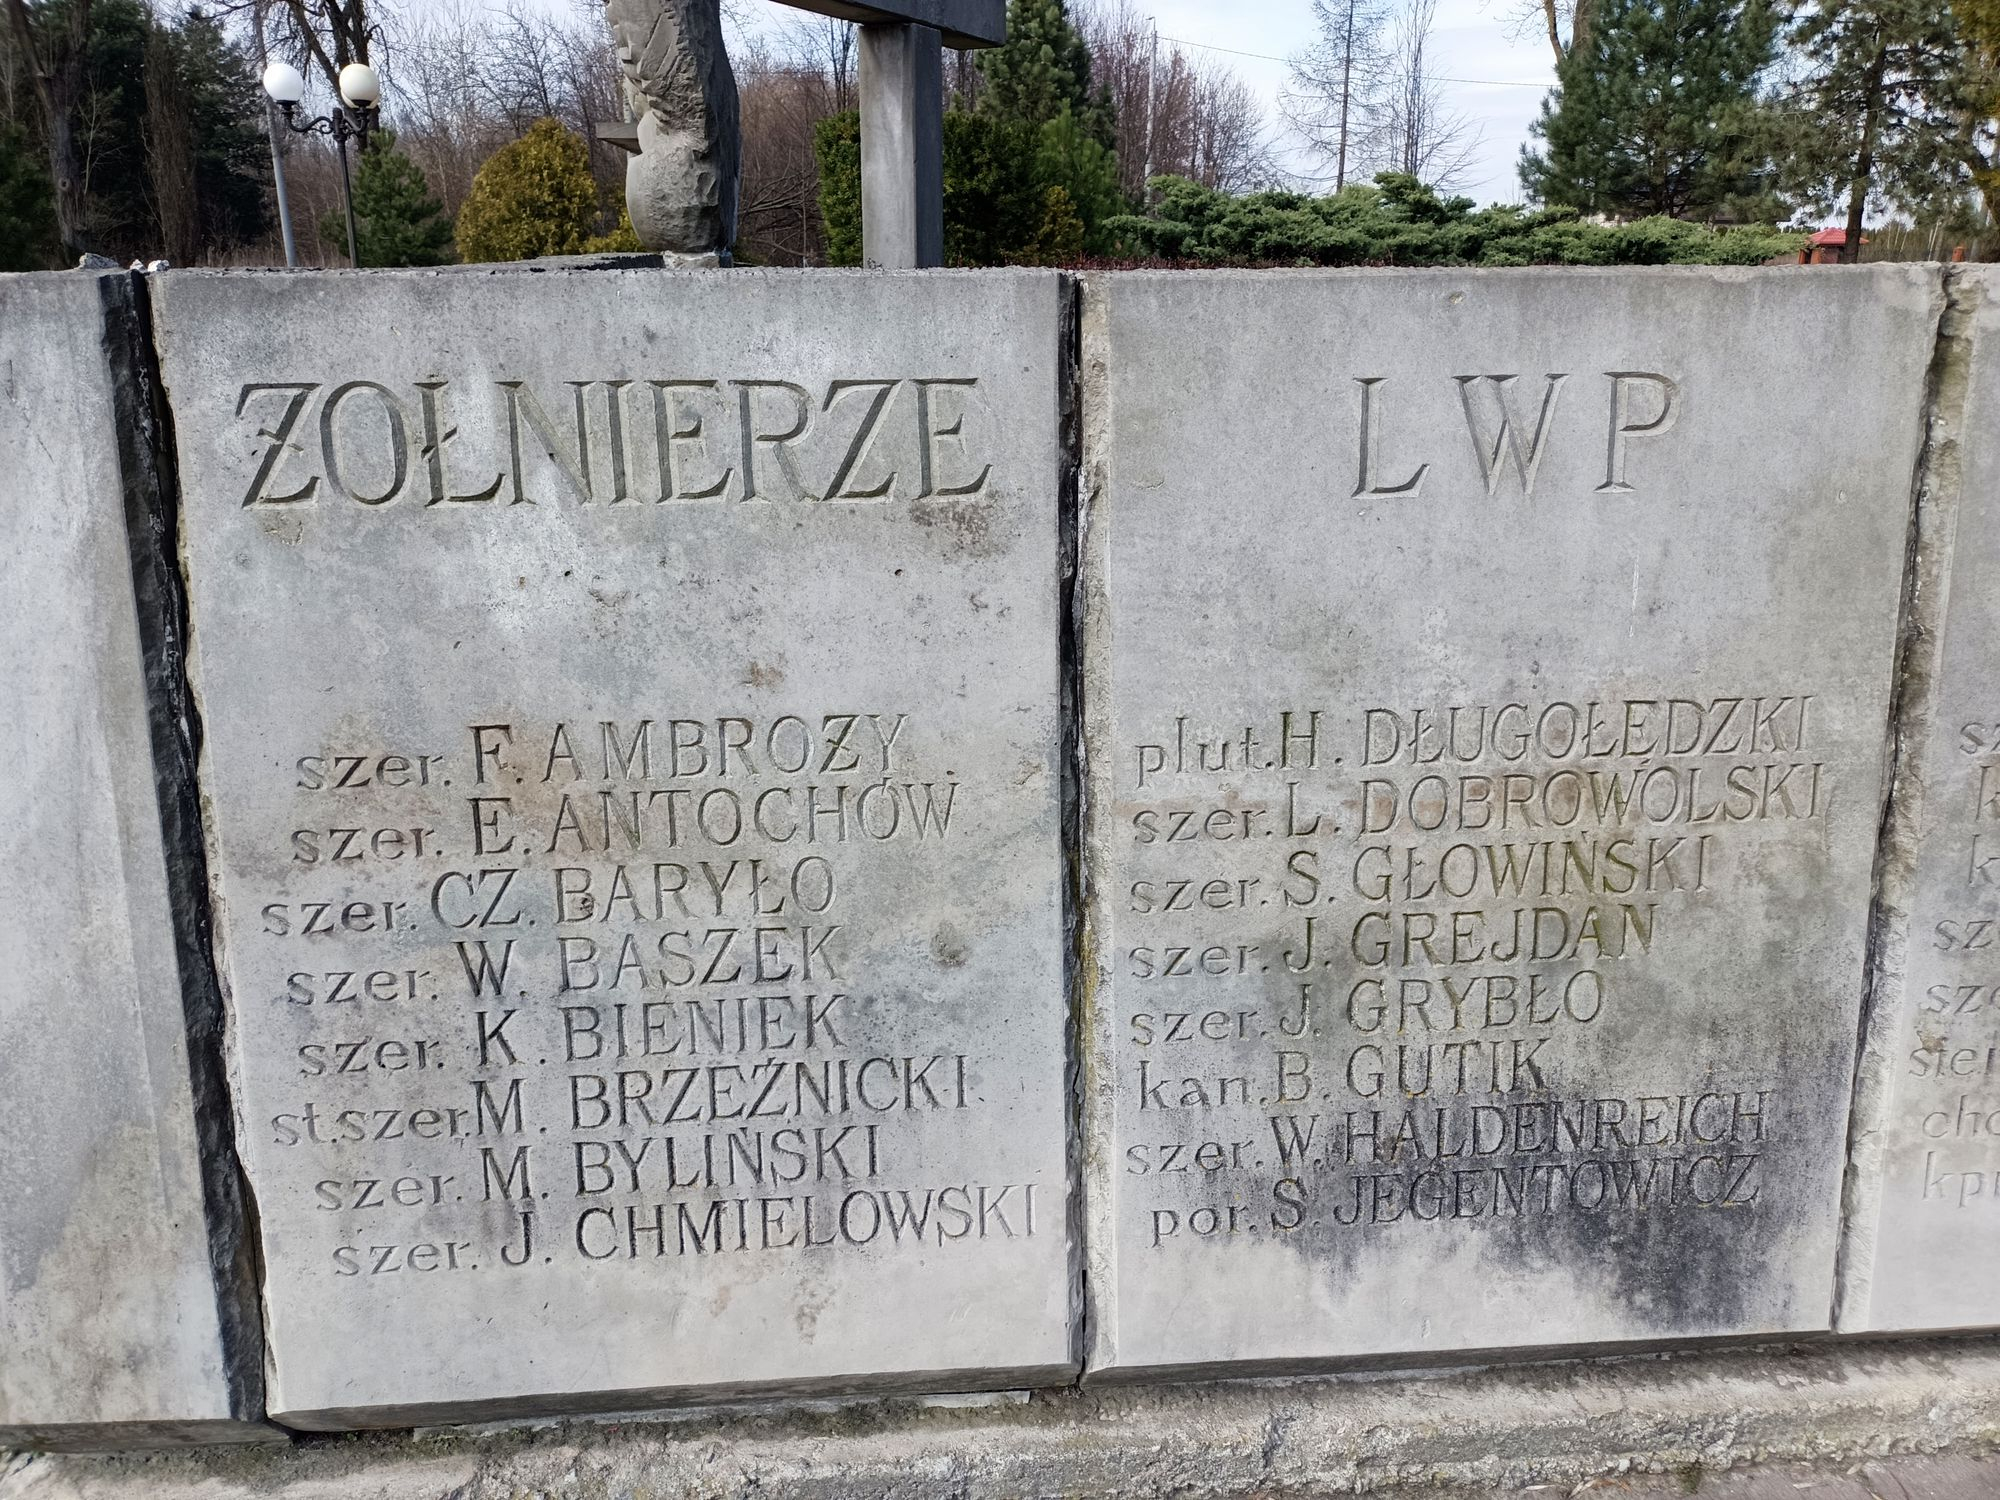 ŻOŁNIERZE
szer. F. AMBROŻY
szer. E. ANTOCHÓW
szer. CZ. BARYŁO
szer. W. BASZEK
szer. K. BIENIEK
st.szer. M. BRZEŹNICKI
szer. M. BYLIŃSKI
szer. J. CHMIELOWSKI
LWP
plut. H. DŁUGOŁĘDZKI
szer. L. DOBROWOLSKI
szer. S. GŁOWIŃSKI
szer. J. GREJDAN
szer. J. GRYBŁO
kan. B. GUTIK
szer. W. HALDENREICH
por. S. JEGENTOWICZ